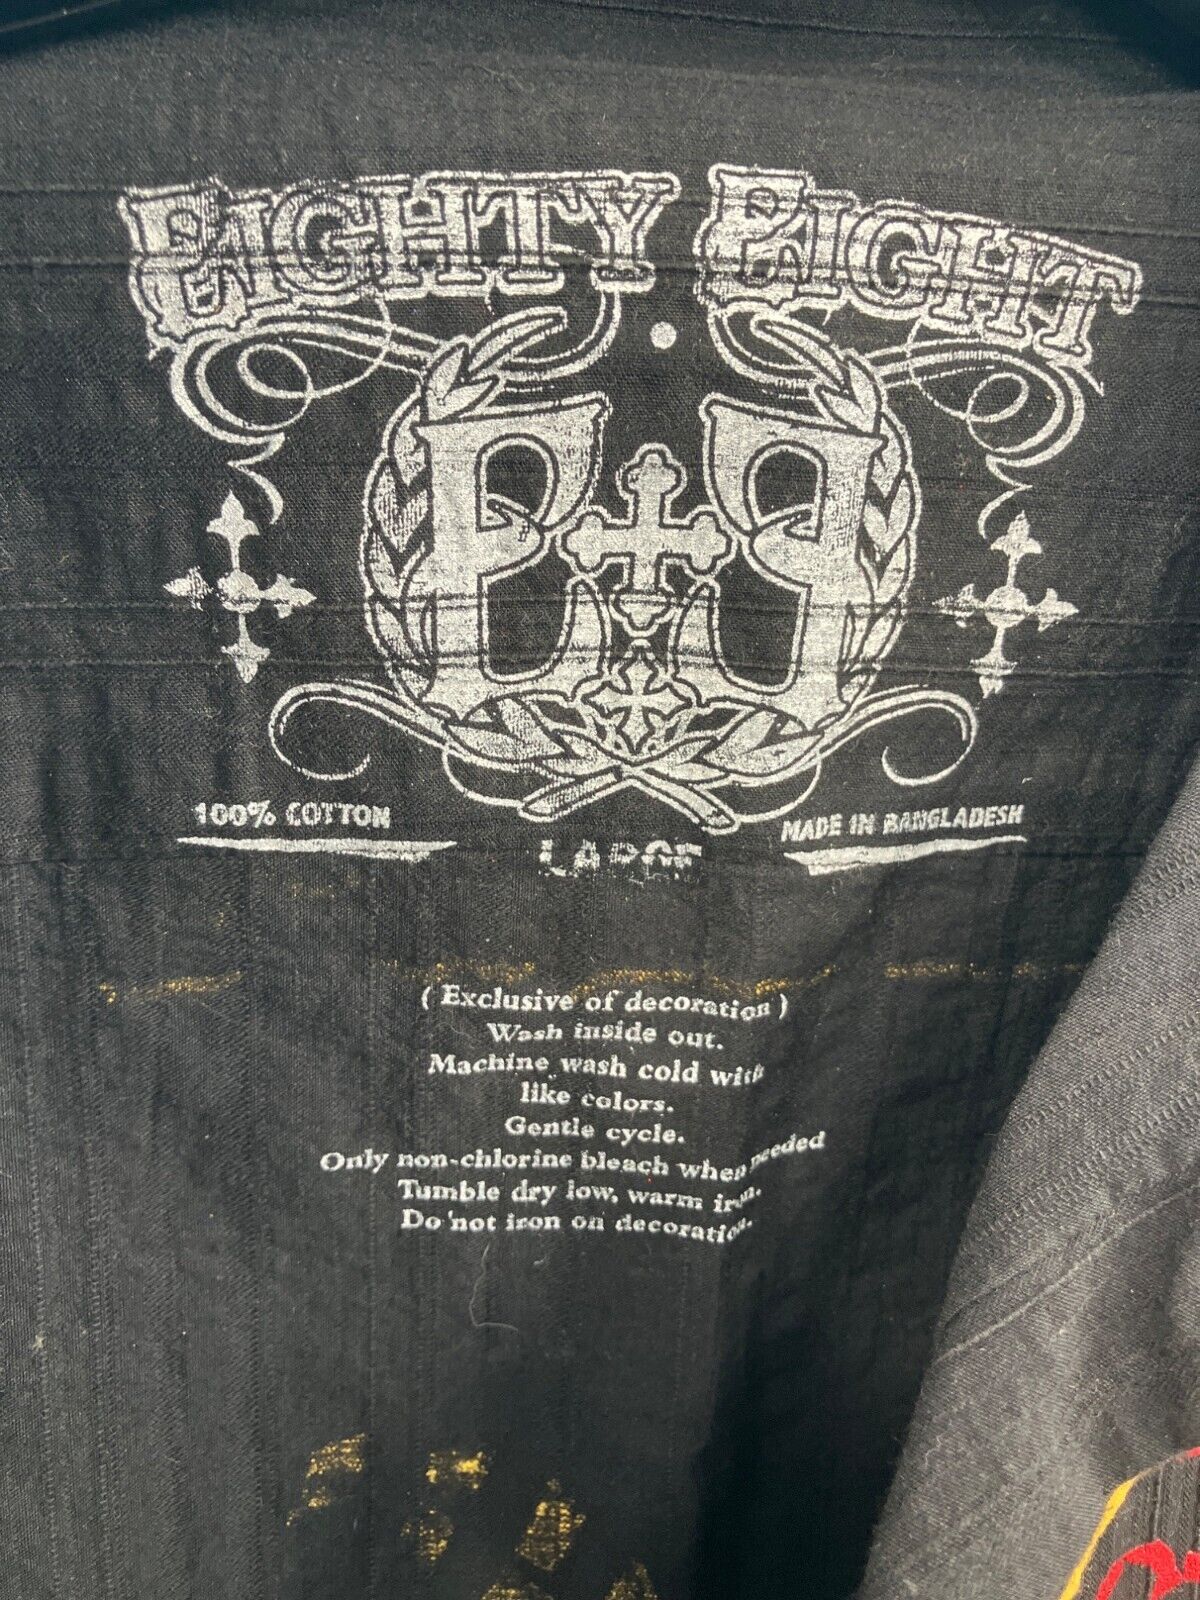 EIGHTY EIGHT
E E
100% COTTON
MADE IN BANGLADESH
LARGE
( Exclusive of decoration )
Wash inside out.
Machine wash cold with
like colors.
Gentle cycle.
Only non-chlorine bleach when needed
Tumble dry low, warm iron.
Do not iron on decoration.